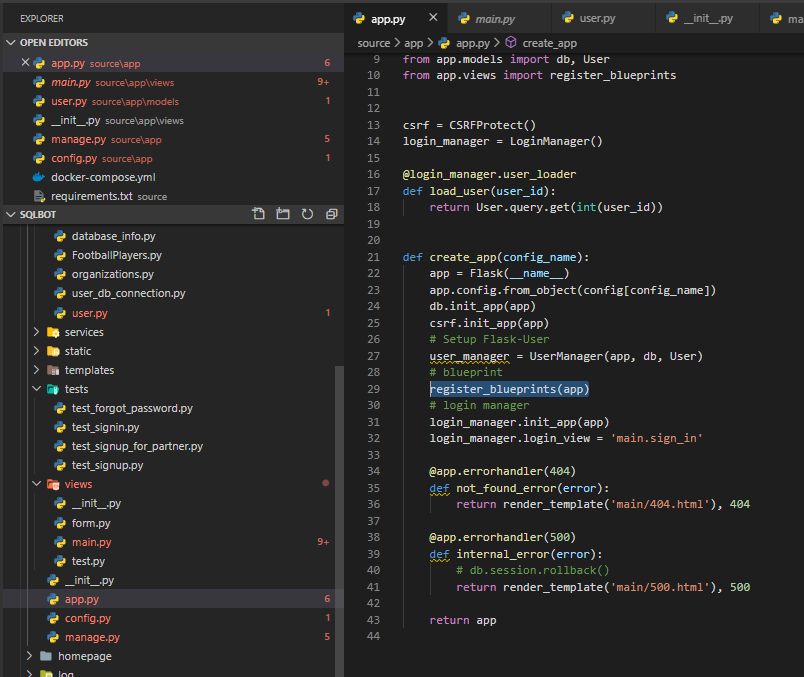 EXPLORER
OPEN EDITORS
app.py source\app 6
main.py source\app\views 9+
user.py source\app\models 1
__init__.py source\app\views
manage.py source\app 5
config.py source\app 1
docker-compose.yml
requirements.txt source
SQLBOT
database_info.py
FootballPlayers.py
organizations.py
user_db_connection.py
user.py 1
services
static
templates
tests
test_forgot_password.py
test_signin.py
test_signup_for_partner.py
test_signup.py
views
__init__.py
form.py
main.py 9+
test.py
__init__.py
app.py 6
config.py 1
manage.py 5
homepage
log
app.py main.py user.py __init__.py ma
source app app.py create_app
9 from app.models import db, User
10 from app.views import register_blueprints
11
12
13 csrf = CSRFProtect()
14 login_manager = LoginManager()
15
16 @login_manager.user_loader
17 def load_user(user_id):
18 return User.query.get(int(user_id))
19
20
21 def create_app(config_name):
22 app = Flask(__name__)
23 app.config.from_object(config[config_name])
24 db.init_app(app)
25 csrf.init_app(app)
26 # Setup Flask-User
27 user_manager = UserManager(app, db, User)
28 # blueprint
29 register_blueprints(app)
30 # login manager
31 login_manager.init_app(app)
32 login_manager.login_view = 'main.sign_in'
33
34 @app.errorhandler(404)
35 def not_found_error(error):
36 return render_template('main/404.html'), 404
37
38 @app.errorhandler(500)
39 def internal_error(error):
40 # db.session.rollback()
41 return render_template('main/500.html'), 500
42
43 return app
44